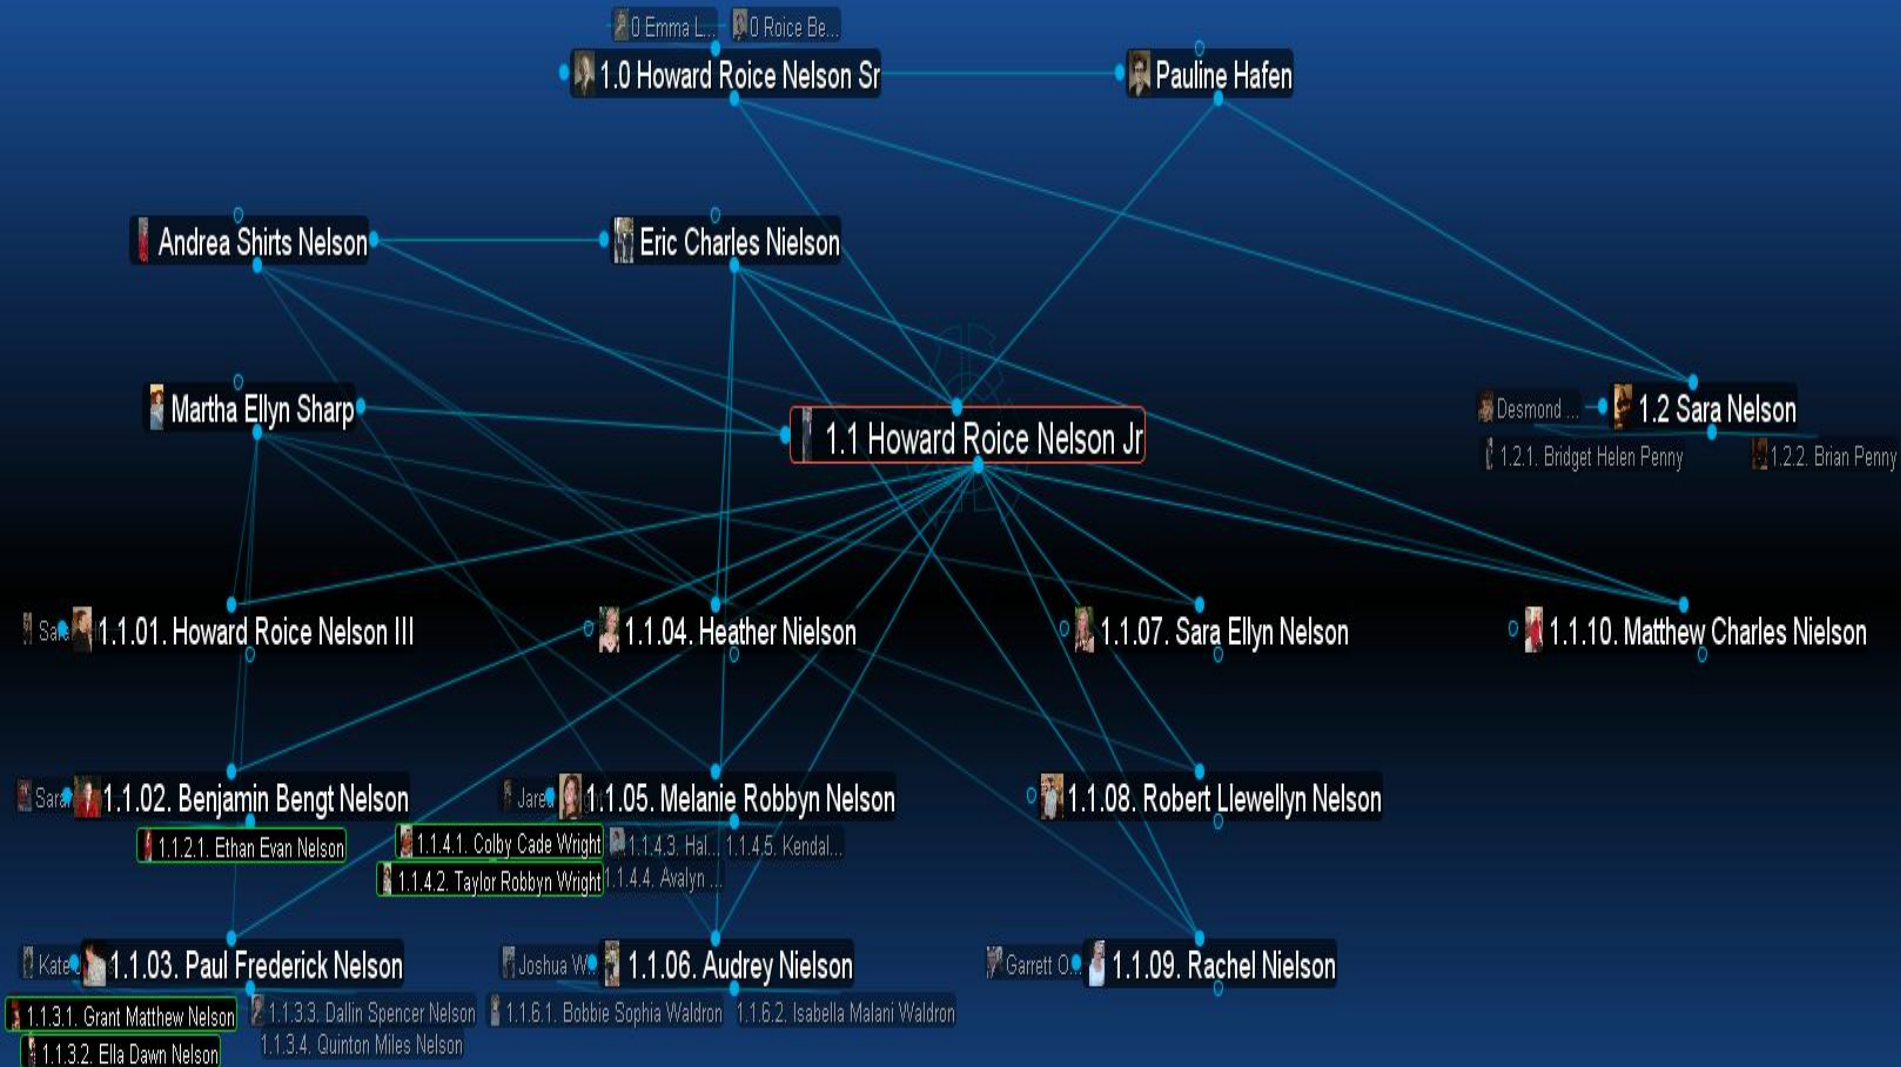 0 Emma L... 0 Roice Be...
1.0 Howard Roice Nelson Sr Pauline Hafen
Andrea Shirts Nelson Eric Charles Nielson
Martha Ellyn Sharp 1.1 Howard Roice Nelson Jr Desmond ... 1.2 Sara Nelson
1.2.1. Bridget Helen Penny 1.2.2. Brian Penny
1.1.01. Howard Roice Nelson III 1.1.04. Heather Nielson 1.1.07. Sara Ellyn Nelson 1.1.10. Matthew Charles Nielson
1.1.02. Benjamin Bengt Nelson 1.1.05. Melanie Robbyn Nelson 1.1.08. Robert Llewellyn Nelson
1.1.2.1. Ethan Evan Nelson 1.1.4.1. Colby Cade Wright 1.1.4.3. Hal... 1.1.4.5. Kendal...
1.1.4.2. Taylor Robbyn Wright 1.1.4.4. Avalyn ...
Kate 1.1.03. Paul Frederick Nelson Joshua W... 1.1.06. Audrey Nielson Garrett O... 1.1.09. Rachel Nielson
1.1.3.1. Grant Matthew Nelson 1.1.3.3. Dallin Spencer Nelson 1.1.6.1. Bobbie Sophia Waldron 1.1.6.2. Isabella Malani Waldron
1.1.3.2. Ella Dawn Nelson 1.1.3.4. Quinton Miles Nelson